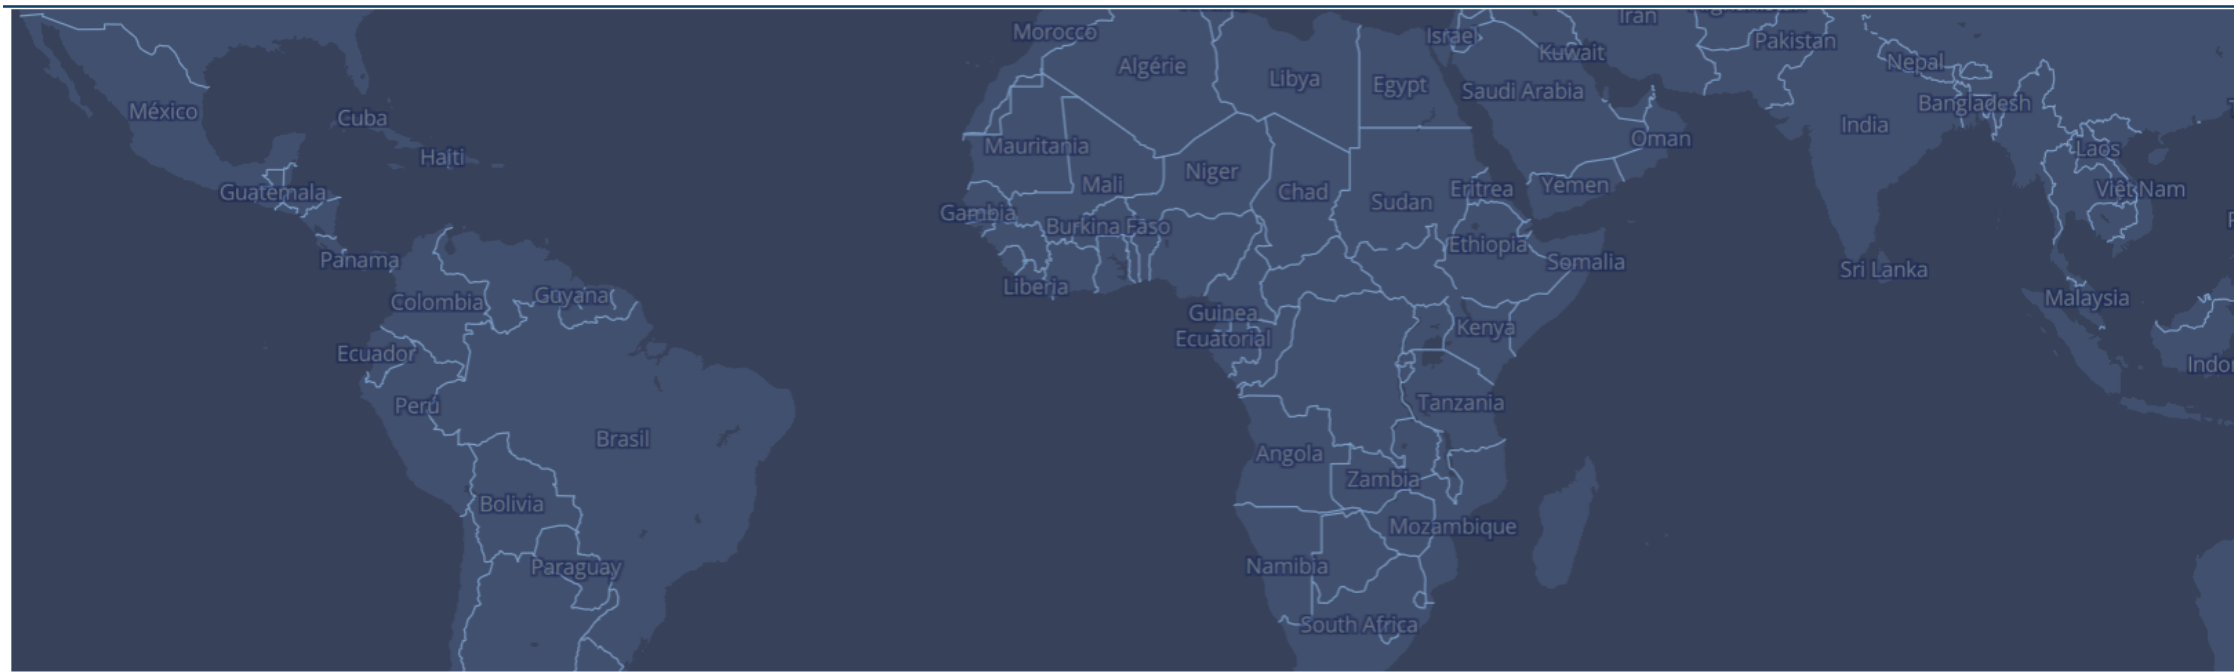 Iran
Morocco
Israel
Pakistan
Kuwait
Algérie
Nepal
Libya
Egypt
Saudi Arabia
México
Bangladesh
Cuba
India
Oman
Mauritania
Laos
Haiti
Niger
Mali
Yemen
Eritrea
Việt Nam
Guatemala
Chad
Sudan
Gambia
Burkina Faso
Ethiopia
Panama
Somalia
Sri Lanka
Liberia
Guyana
Malaysia
Colombia
Guinea
Ecuatorial
Kenya
Ecuador
Perú
Tanzania
Brasil
Angola
Zambia
Bolivia
Mozambique
Paraguay
Namibia
South Africa